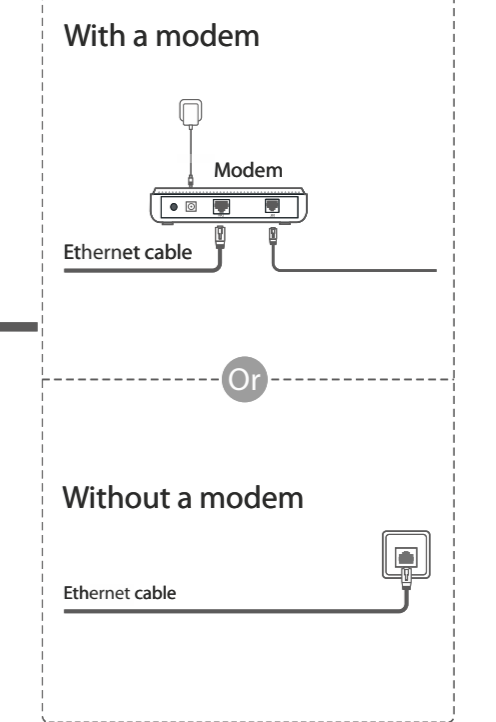 With a modem
Modem
Ethernet cable
Or
Without a modem
Ethernet cable